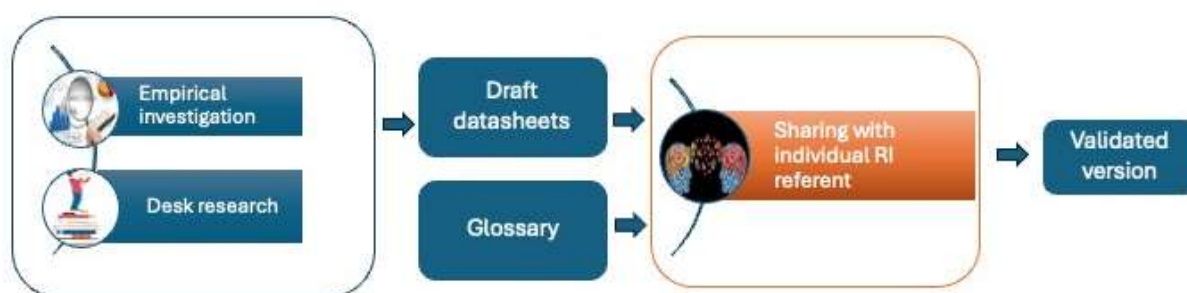 Empirical
investigation
Desk research
Draft
datasheets
Glossary
Sharing with
individual RI
referent
Validated
version